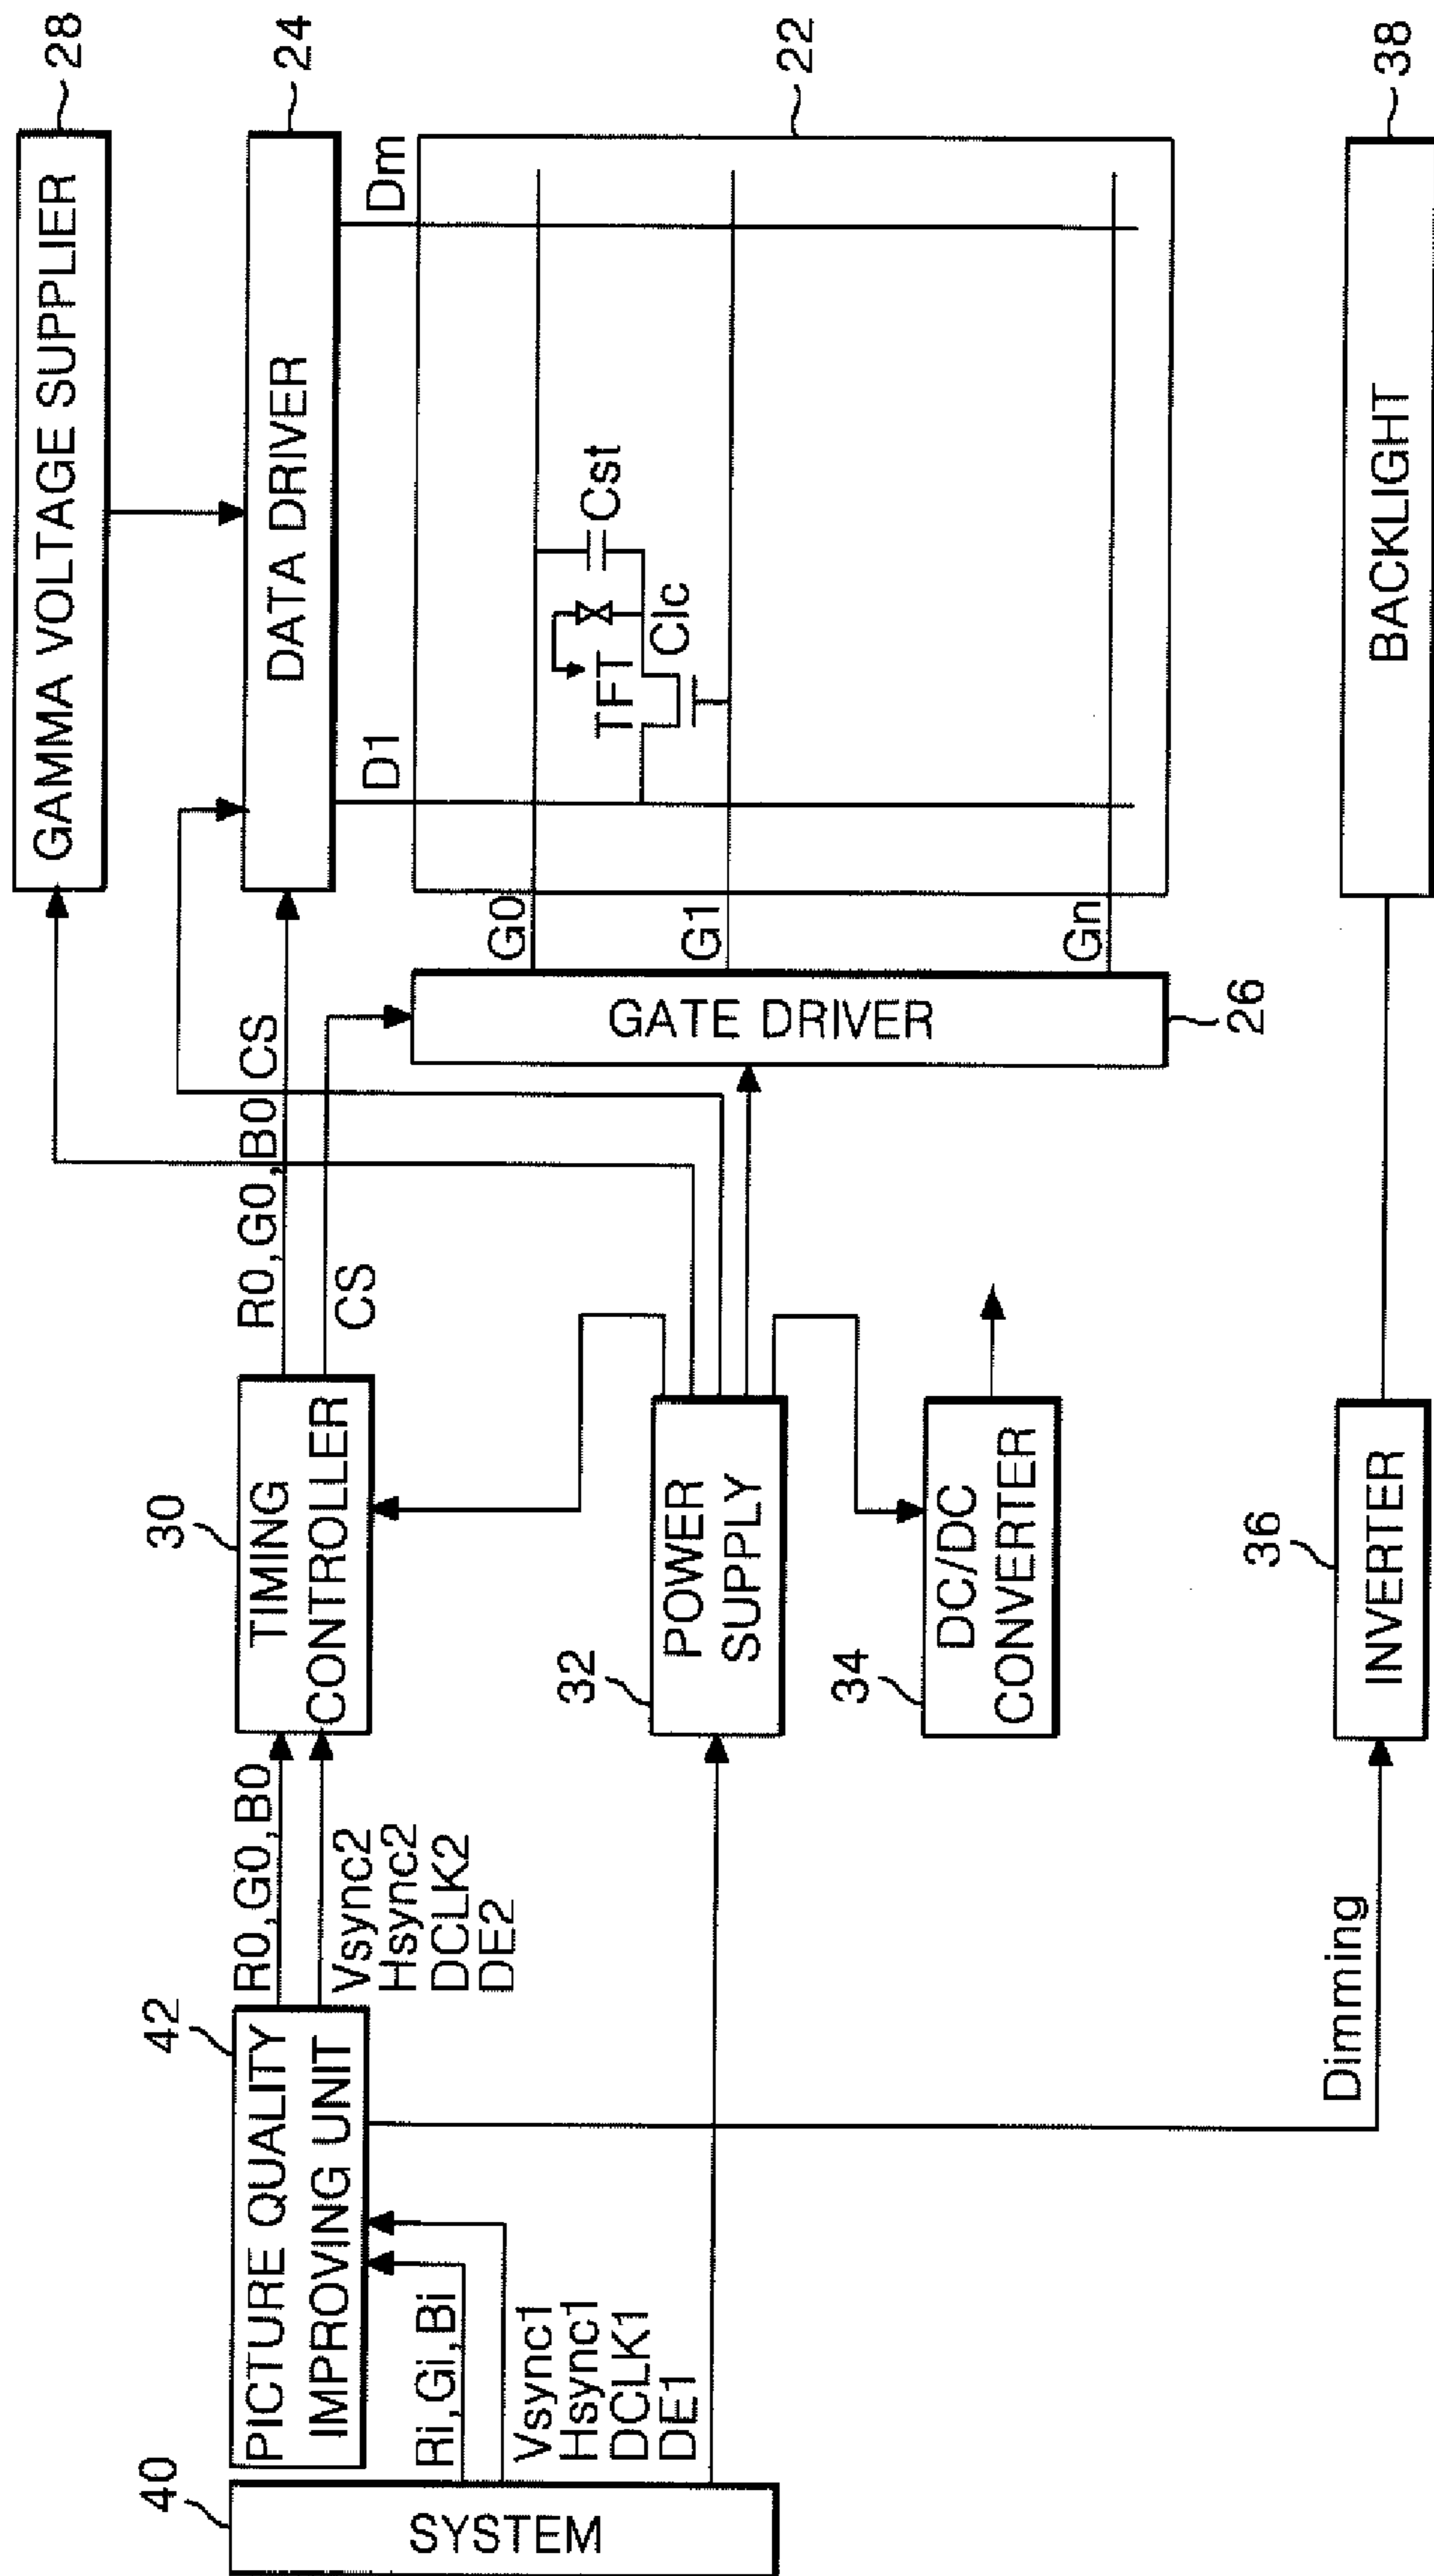 28
GAMMA VOLTAGE SUPPLIER
24
DATA DRIVER
22
D1
Dm
G0
G1
Gn
TFT
Clc
Cst
GATE DRIVER
26
R0,G0,B0 CS
CS
30
TIMING
CONTROLLER
R0,G0,B0
Vsync2
Hsync2
DCLK2
DE2
42
PICTURE QUALITY
IMPROVING UNIT
Ri,Gi,Bi
Vsync1
Hsync1
DCLK1
DE1
40
SYSTEM
32
POWER
SUPPLY
34
DC/DC
CONVERTER
Dimming
36
INVERTER
38
BACKLIGHT